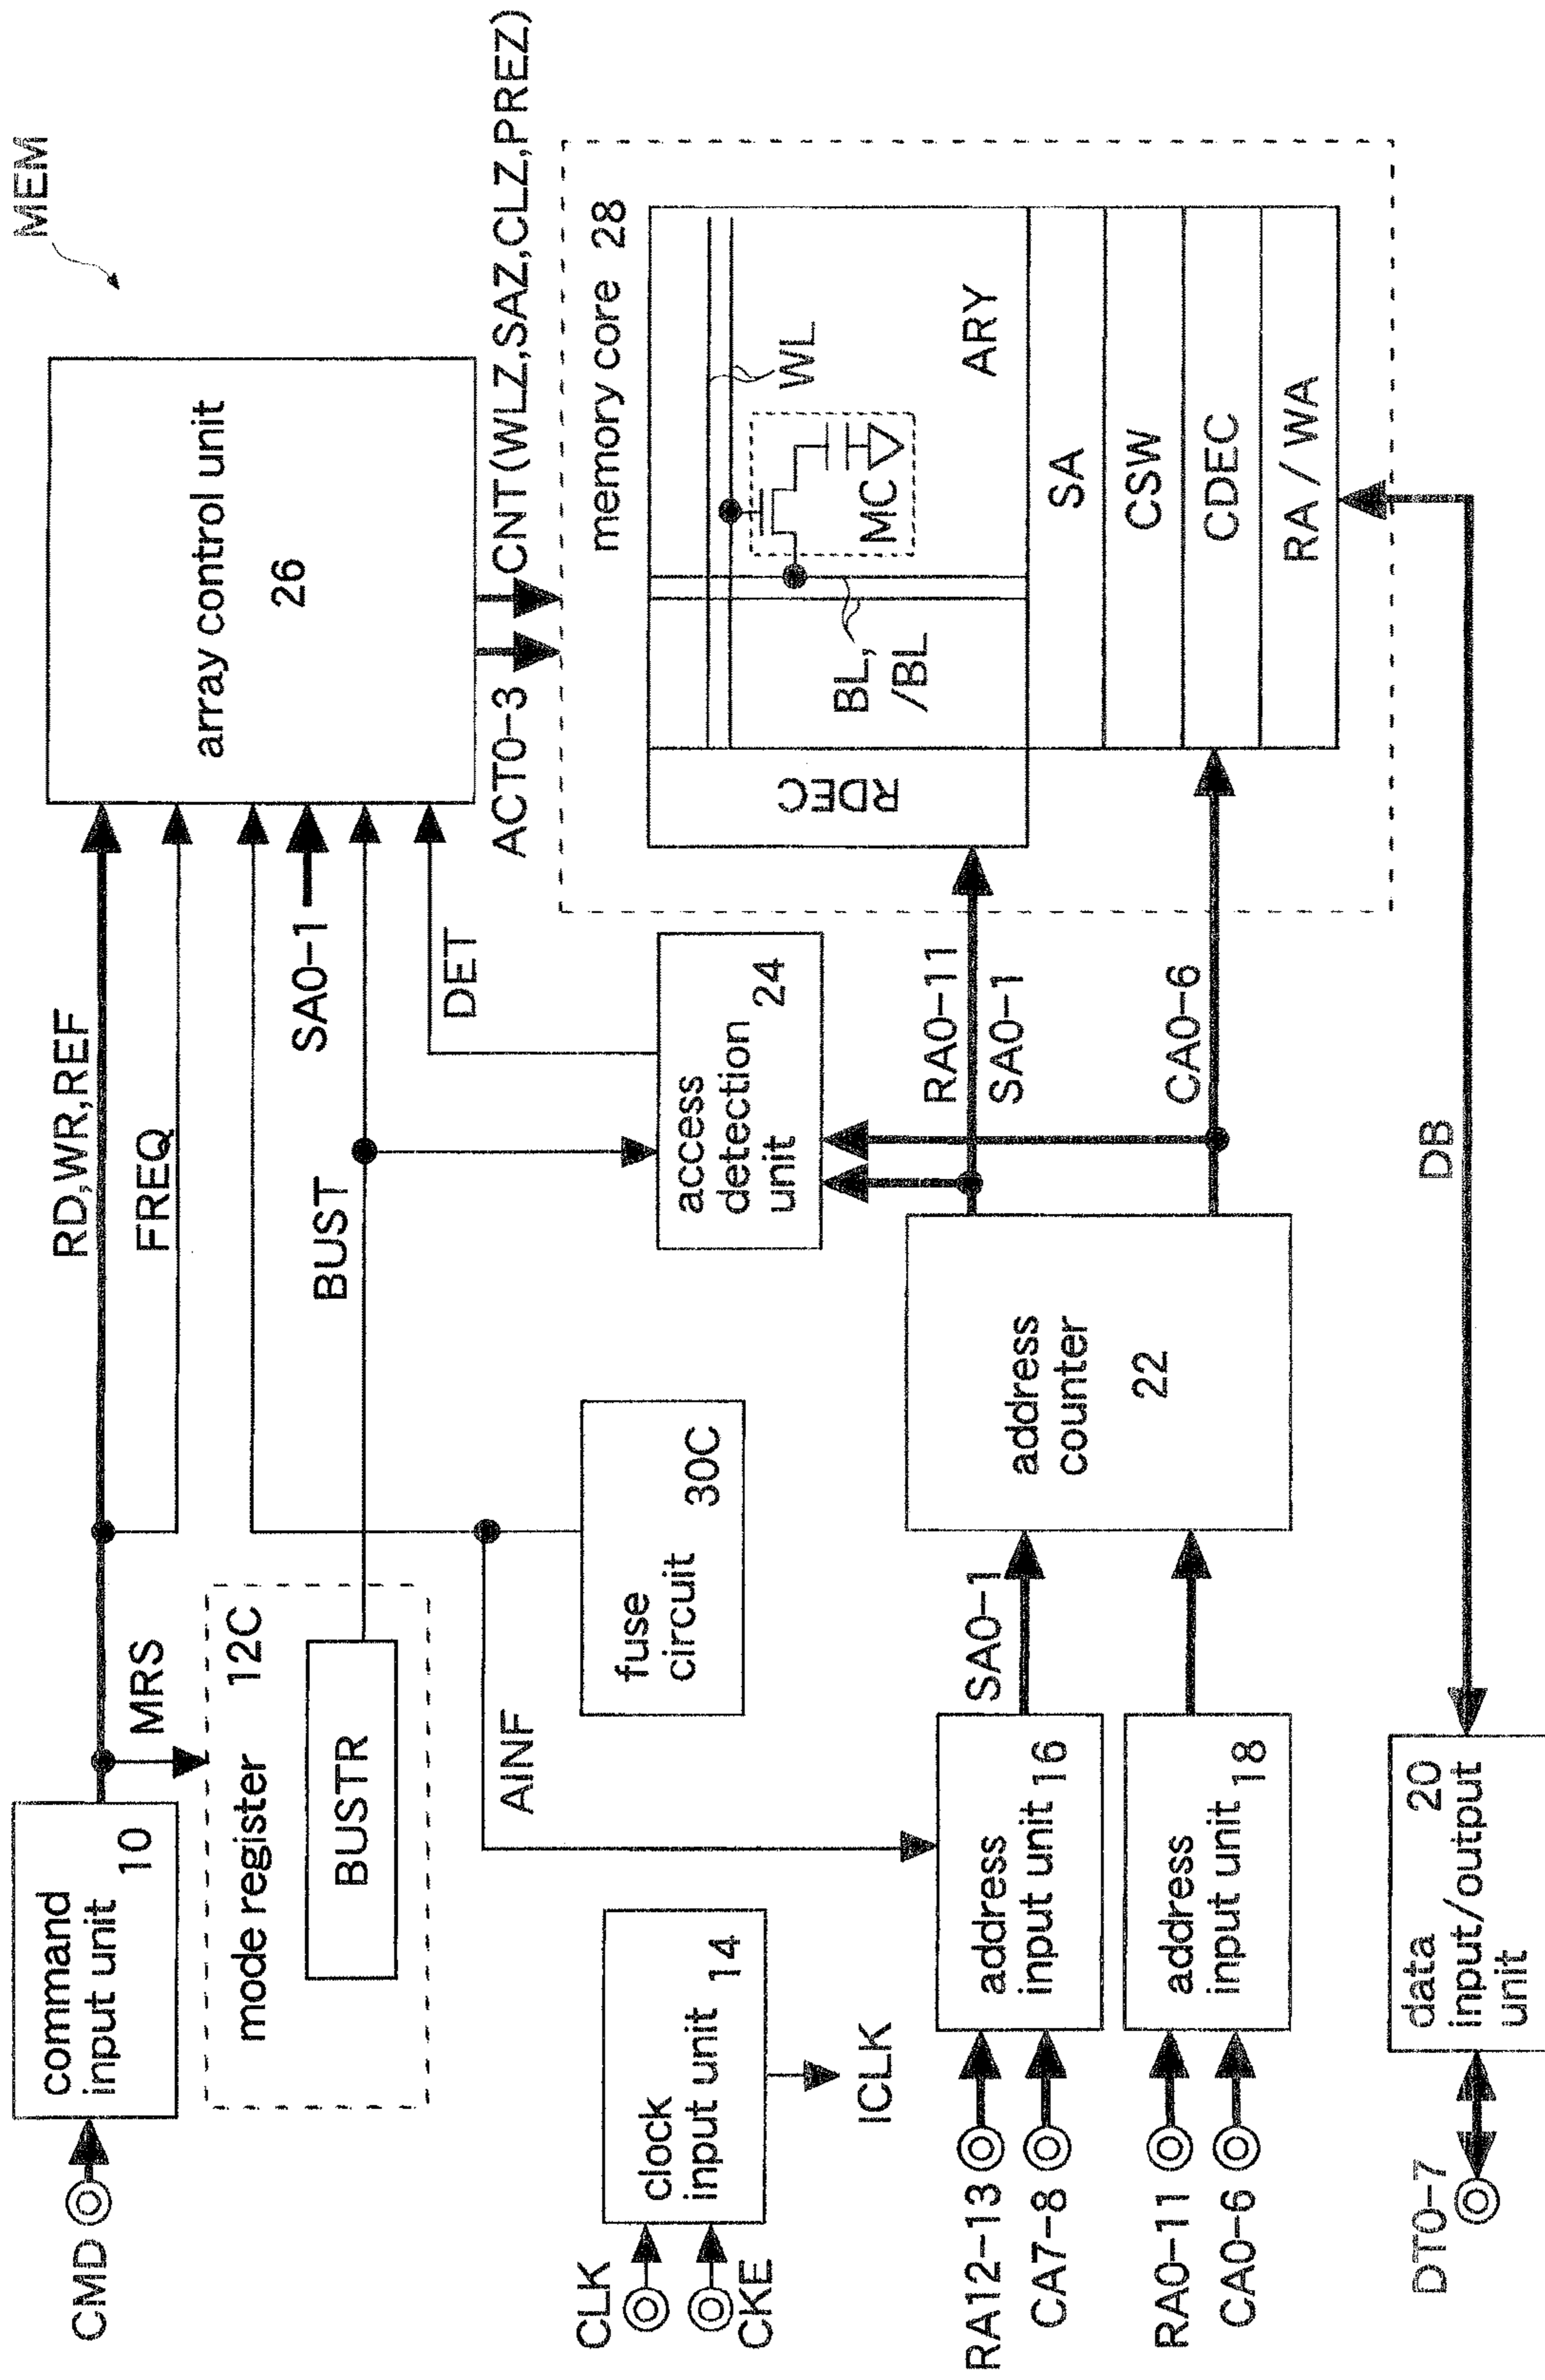 MEM
CMD
command
input unit
10
RD,WR,REF
FREQ
MRS
mode register
12C
BUSTR
BUST
SA0-1
DET
array control unit
26
ACT0-3
CNT(WLZ,SAZ,CLZ,PREZ)
CLK
CKE
clock
input unit
14
ICLK
AINF
fuse
circuit
30C
access
detection
unit
24
memory core 28
RDEC
WL
MC
BL,
/BL
ARY
SA
CSW
CDEC
RA / WA
RA12-13
CA7-8
address
input unit 16
SA0-1
RA0-11
CA0-6
address
input unit 18
address
counter
22
RA0-11
SA0-1
CA0-6
DT0-7
data
20
input/output
unit
DB